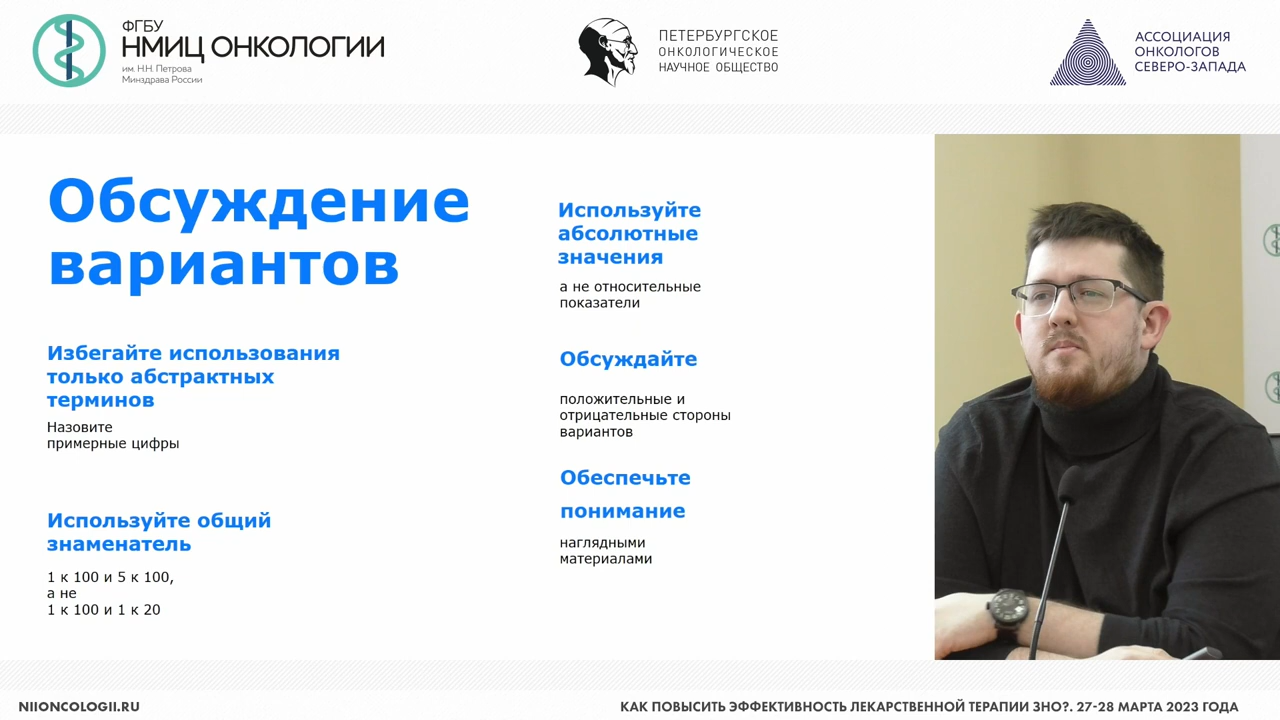 ФГБУ
НМИЦ ОНКОЛОГИИ
им. Н.Н. Петрова
Минздрава России
ПЕТЕРБУРГСКОЕ
ОНКОЛОГИЧЕСКОЕ
НАУЧНОЕ ОБЩЕСТВО
АССОЦИАЦИЯ
ОНКОЛОГОВ
СЕВЕРО-ЗАПАДА
Обсуждение
вариантов
Избегайте использования
только абстрактных
терминов
Назовите
примерные цифры
Используйте общий
знаменатель
1 к 100 и 5 к 100,
а не
1 к 100 и 1 к 20
Используйте
абсолютные
значения
а не относительные
показатели
Обсуждайте
положительные и
отрицательные стороны
вариантов
Обеспечьте
понимание
наглядными
материалами
NIIONCOLOGII.RU
КАК ПОВЫСИТЬ ЭФФЕКТИВНОСТЬ ЛЕКАРСТВЕННОЙ ТЕРАПИИ ЗНО?. 27-28 МАРТА 2023 ГОДА